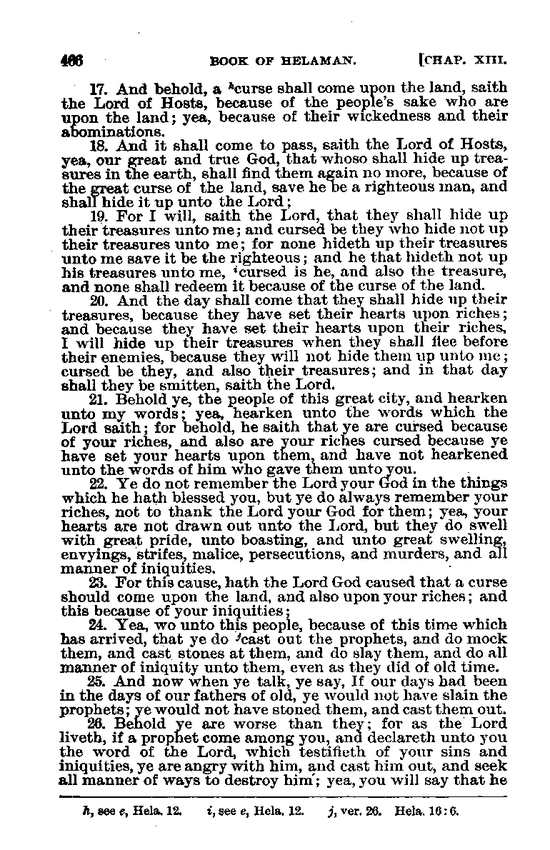 466 BOOK OF HELAMAN. [CHAP. XIII.
17. And behold, a ʰcurse shall come upon the land, saith
the Lord of Hosts, because of the people's sake who are
upon the land; yea, because of their wickedness and their
abominations.
18. And it shall come to pass, saith the Lord of Hosts,
yea, our great and true God, that whoso shall hide up trea-
sures in the earth, shall find them again no more, because of
the great curse of the land, save he be a righteous man, and
shall hide it up unto the Lord;
19. For I will, saith the Lord, that they shall hide up
their treasures unto me; and cursed be they who hide not up
their treasures unto me; for none hideth up their treasures
unto me save it be the righteous; and he that hideth not up
his treasures unto me, ⁱcursed is he, and also the treasure,
and none shall redeem it because of the curse of the land.
20. And the day shall come that they shall hide up their
treasures, because they have set their hearts upon riches;
and because they have set their hearts upon their riches,
I will hide up their treasures when they shall flee before
their enemies, because they will not hide them up unto me;
cursed be they, and also their treasures; and in that day
shall they be smitten, saith the Lord.
21. Behold ye, the people of this great city, and hearken
unto my words; yea, hearken unto the words which the
Lord saith; for behold, he saith that ye are cursed because
of your riches, and also are your riches cursed because ye
have set your hearts upon them, and have not hearkened
unto the words of him who gave them unto you.
22. Ye do not remember the Lord your God in the things
which he hath blessed you, but ye do always remember your
riches, not to thank the Lord your God for them; yea, your
hearts are not drawn out unto the Lord, but they do swell
with great pride, unto boasting, and unto great swelling,
envyings, strifes, malice, persecutions, and murders, and all
manner of iniquities.
23. For this cause, hath the Lord God caused that a curse
should come upon the land, and also upon your riches; and
this because of your iniquities;
24. Yea, wo unto this people, because of this time which
has arrived, that ye do ʲcast out the prophets, and do mock
them, and cast stones at them, and do slay them, and do all
manner of iniquity unto them, even as they did of old time.
25. And now when ye talk, ye say, If our days had been
in the days of our fathers of old, ye would not have slain the
prophets; ye would not have stoned them, and cast them out.
26. Behold ye are worse than they; for as the Lord
liveth, if a prophet come among you, and declareth unto you
the word of the Lord, which testifieth of your sins and
iniquities, ye are angry with him, and cast him out, and seek
all manner of ways to destroy him; yea, you will say that he
h, see e, Hela. 12. i, see e, Hela. 12. j, ver. 26. Hela. 16:6.